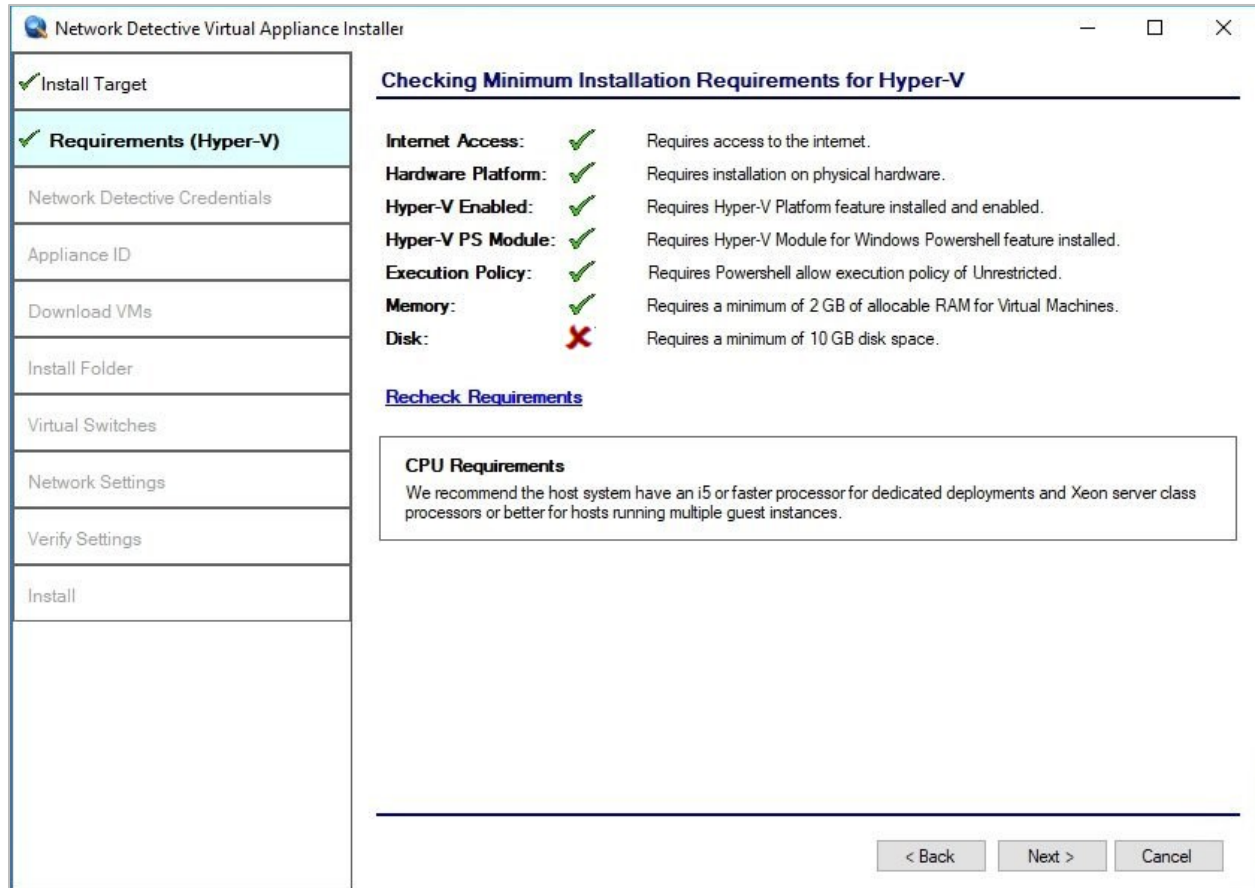 Network Detective Virtual Appliance Installer
Install Target
Requirements (Hyper-V)
Network Detective Credentials
Appliance ID
Download VMs
Install Folder
Virtual Switches
Network Settings
Verify Settings
Install
Checking Minimum Installation Requirements for Hyper-V
Internet Access: Requires access to the internet.
Hardware Platform: Requires installation on physical hardware.
Hyper-V Enabled: Requires Hyper-V Platform feature installed and enabled.
Hyper-V PS Module: Requires Hyper-V Module for Windows Powershell feature installed.
Execution Policy: Requires Powershell allow execution policy of Unrestricted.
Memory: Requires a minimum of 2 GB of allocable RAM for Virtual Machines.
Disk: Requires a minimum of 10 GB disk space.
Recheck Requirements
CPU Requirements
We recommend the host system have an i5 or faster processor for dedicated deployments and Xeon server class
processors or better for hosts running multiple guest instances.
< Back Next > Cancel